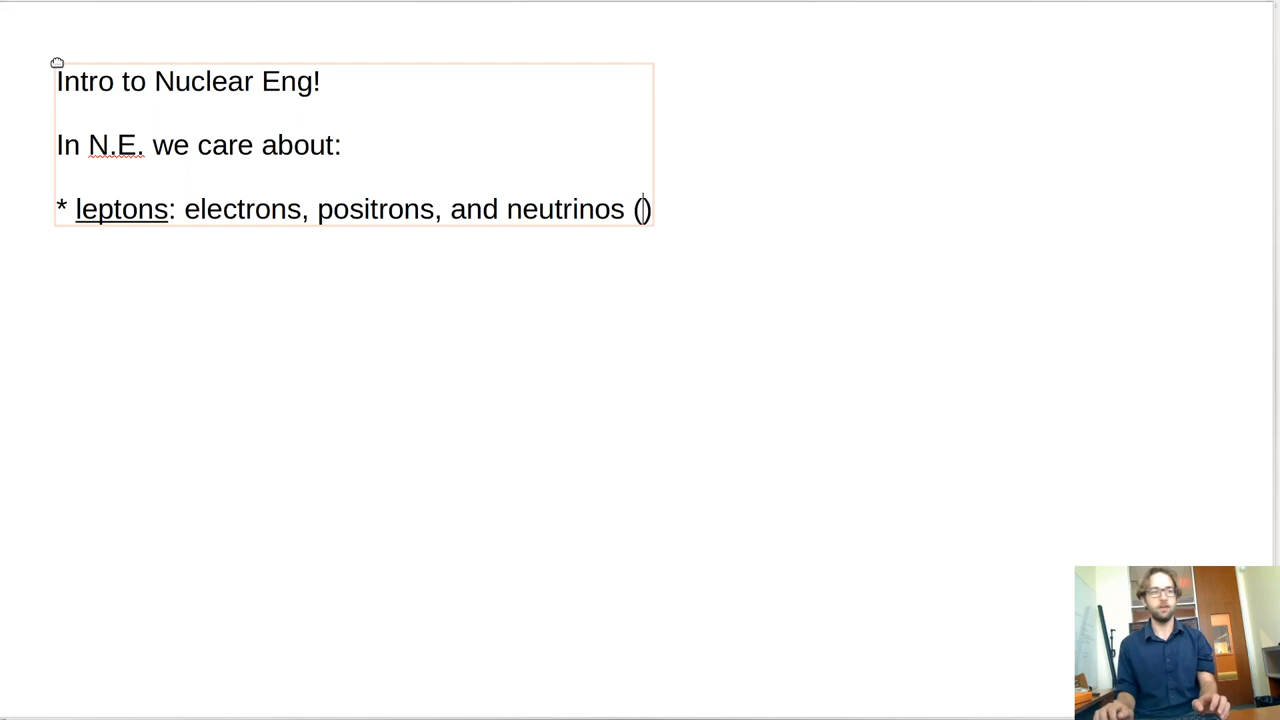 Intro to Nuclear Eng!
In N.E. we care about:
* leptons: electrons, positrons, and neutrinos ()